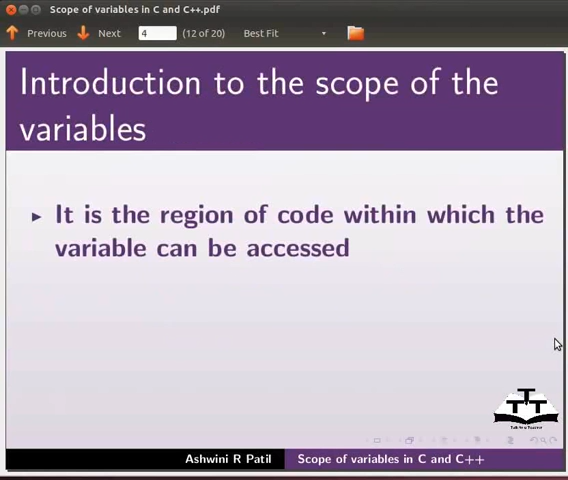 Scope of variables in C and C++.pdf
Previous Next 4 (12 of 20) Best Fit
Introduction to the scope of the
variables
It is the region of code within which the
variable can be accessed
TTT
Ashwini R Patil Scope of variables in C and C++